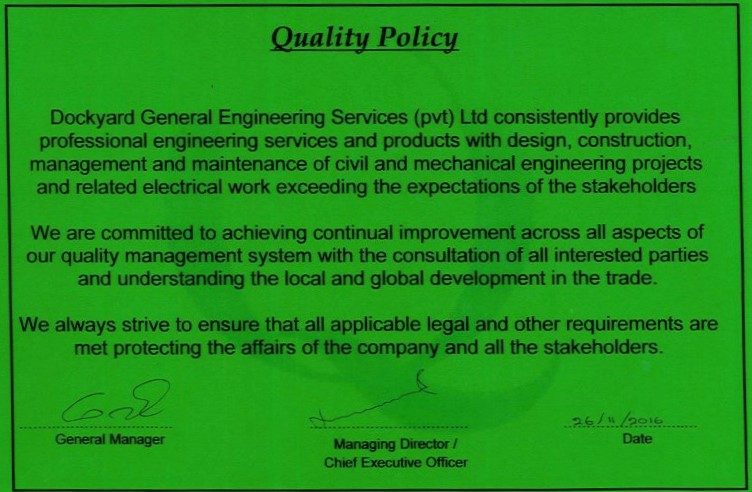 Quality Policy
Dockyard General Engineering Services (pvt) Ltd consistently provides
professional engineering services and products with design, construction,
management and maintenance of civil and mechanical engineering projects
and related electrical work exceeding the expectations of the stakeholders
We are committed to achieving continual improvement across all aspects of
our quality management system with the consultation of all interested parties
and understanding the local and global development in the trade.
We always strive to ensure that all applicable legal and other requirements are
met protecting the affairs of the company and all the stakeholders.
26/11/2016
General Manager
Managing Director /
Chief Executive Officer
Date